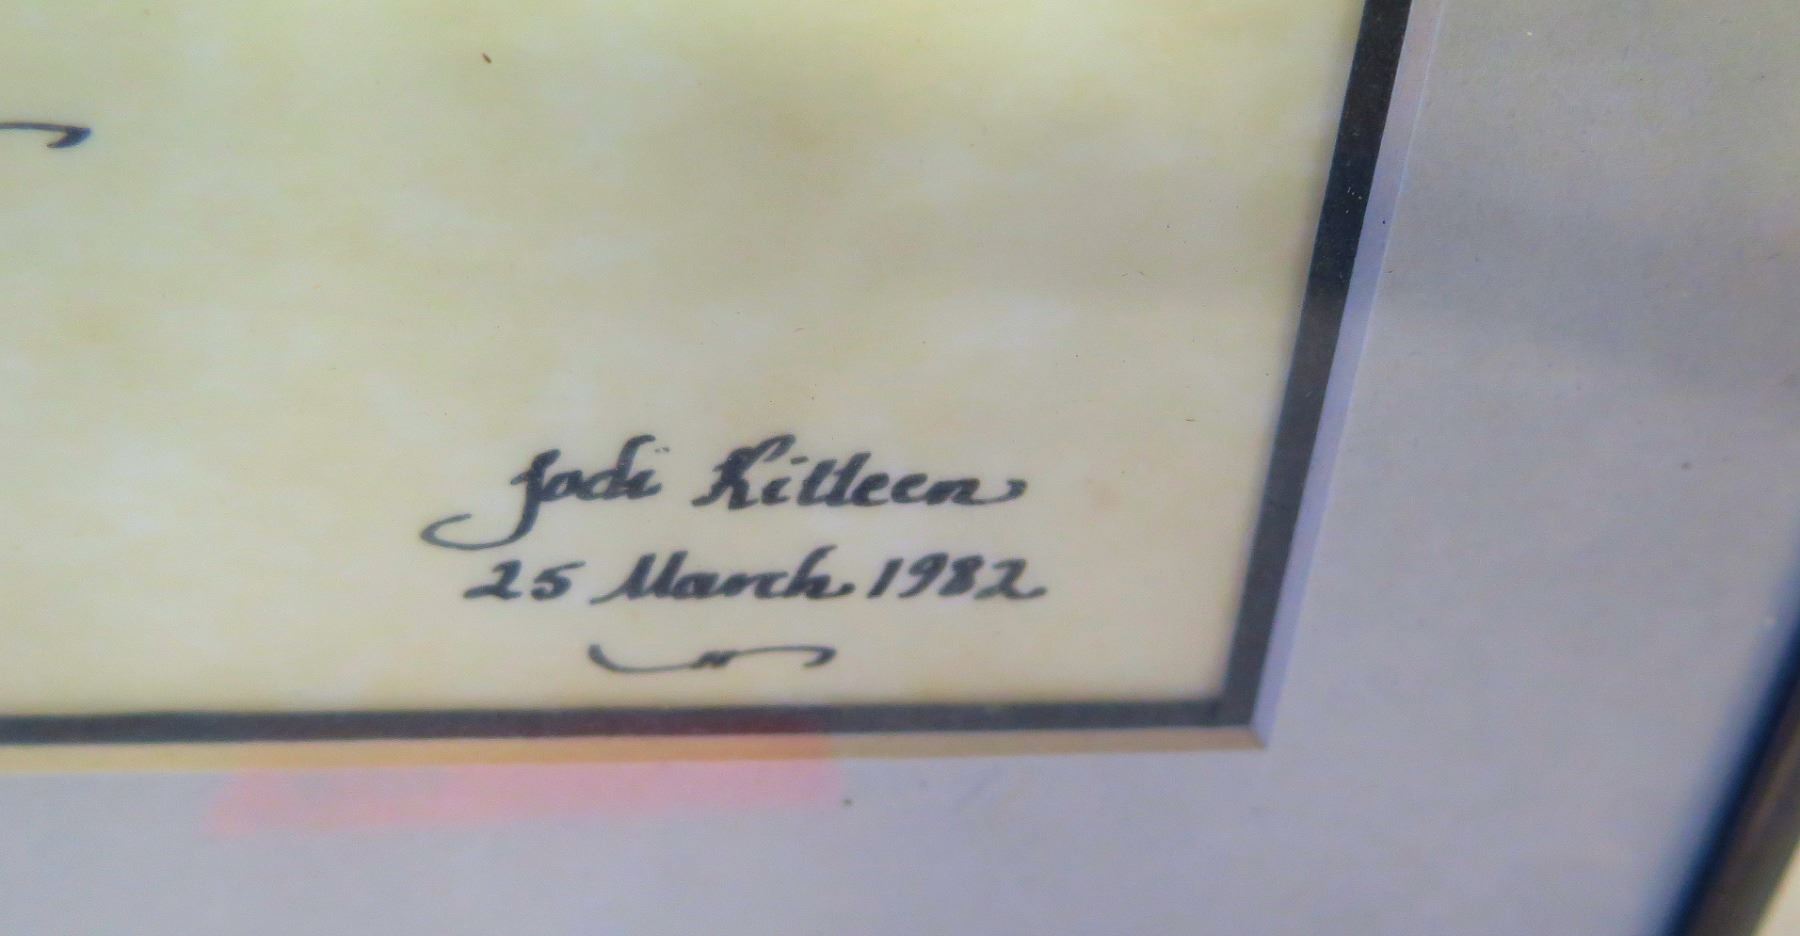 Jodi Killeen
25 March 1982